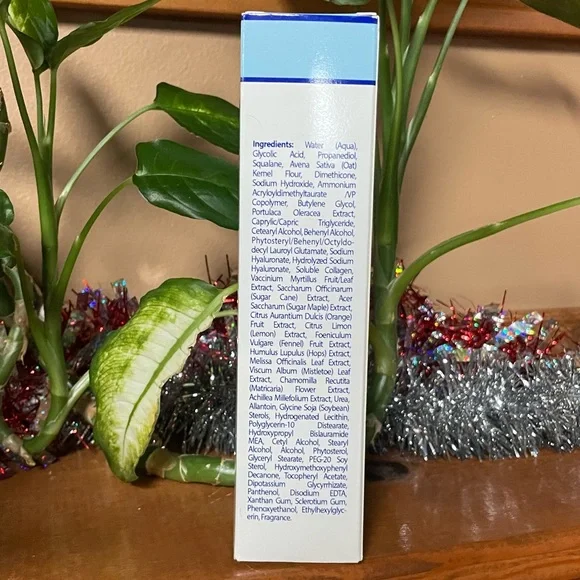 Ingredients: Water (Aqua),
Glycolic Acid, Propanediol,
Squalane, Avena Sativa (Oat)
Kernel Flour, Dimethicone,
Sodium Hydroxide, Ammonium
Acryloyldimethyltaurate /VP
Copolymer, Butylene Glycol,
Portulaca Oleracea Extract,
Caprylic/Capric Triglyceride,
Cetearyl Alcohol, Behenyl Alcohol,
Phytosteryl/Behenyl/Octyldo-
decyl Lauroyl Glutamate, Sodium
Hyaluronate, Hydrolyzed Sodium
Hyaluronate, Soluble Collagen,
Vaccinium Myrtillus Fruit/Leaf
Extract, Saccharum Officinarum
(Sugar Cane) Extract, Acer
Saccharum (Sugar Maple) Extract,
Citrus Aurantium Dulcis (Orange)
Fruit Extract, Citrus Limon
(Lemon) Extract, Foeniculum
Vulgare (Fennel) Fruit Extract,
Humulus Lupulus (Hops) Extract,
Melissa Officinalis Leaf Extract,
Viscum Album (Mistletoe) Leaf
Extract, Chamomilla Recutita
(Matricaria) Flower Extract,
Achillea Millefolium Extract, Urea,
Allantoin, Glycine Soja (Soybean)
Sterols, Hydrogenated Lecithin,
Polyglycerin-10 Distearate,
Hydroxypropyl Bislauramide
MEA, Cetyl Alcohol, Stearyl
Alcohol, Alcohol, Phytosterol,
Glyceryl Stearate, PEG-20 Soy
Sterol, Hydroxymethoxyphenyl
Decanone, Tocopheryl Acetate,
Dipotassium Glycyrrhizate,
Panthenol, Disodium EDTA,
Xanthan Gum, Sclerotium Gum,
Phenoxyethanol, Ethylhexylglyc-
erin, Fragrance.